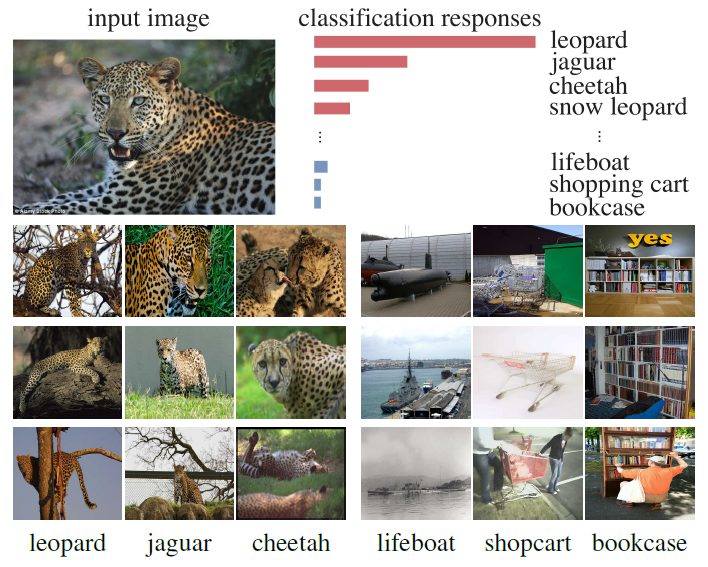 input image
classification responses
leopard
jaguar
cheetah
snow leopard
⋮ ⋮
lifeboat
shopping cart
bookcase
© Alamy Stock Photo
yes
leopard jaguar cheetah lifeboat shopcart bookcase